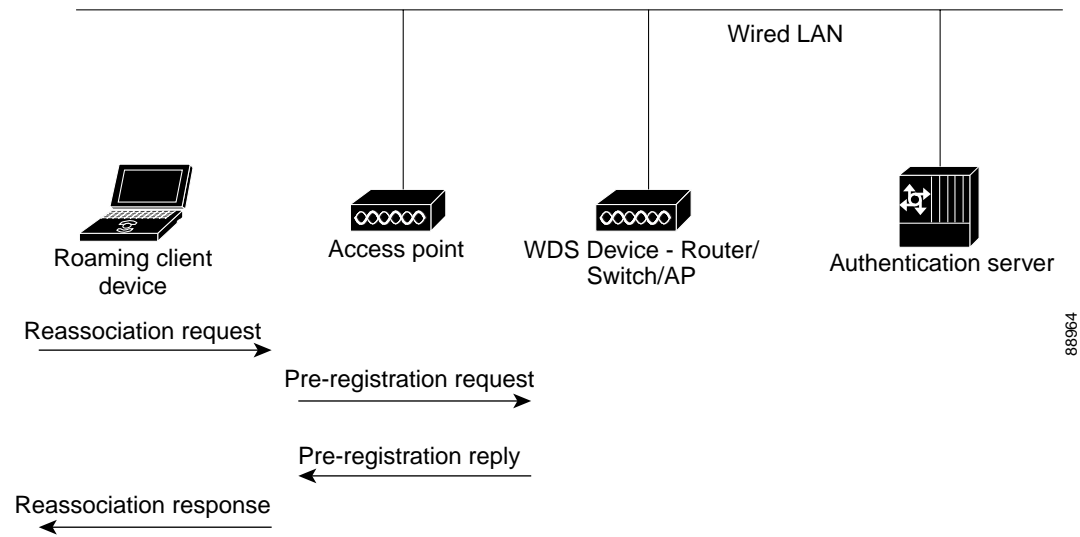 Wired LAN
Roaming client
device
Access point
WDS Device - Router/
Switch/AP
Authentication server
Reassociation request
88964
Pre-registration request
Pre-registration reply
Reassociation response